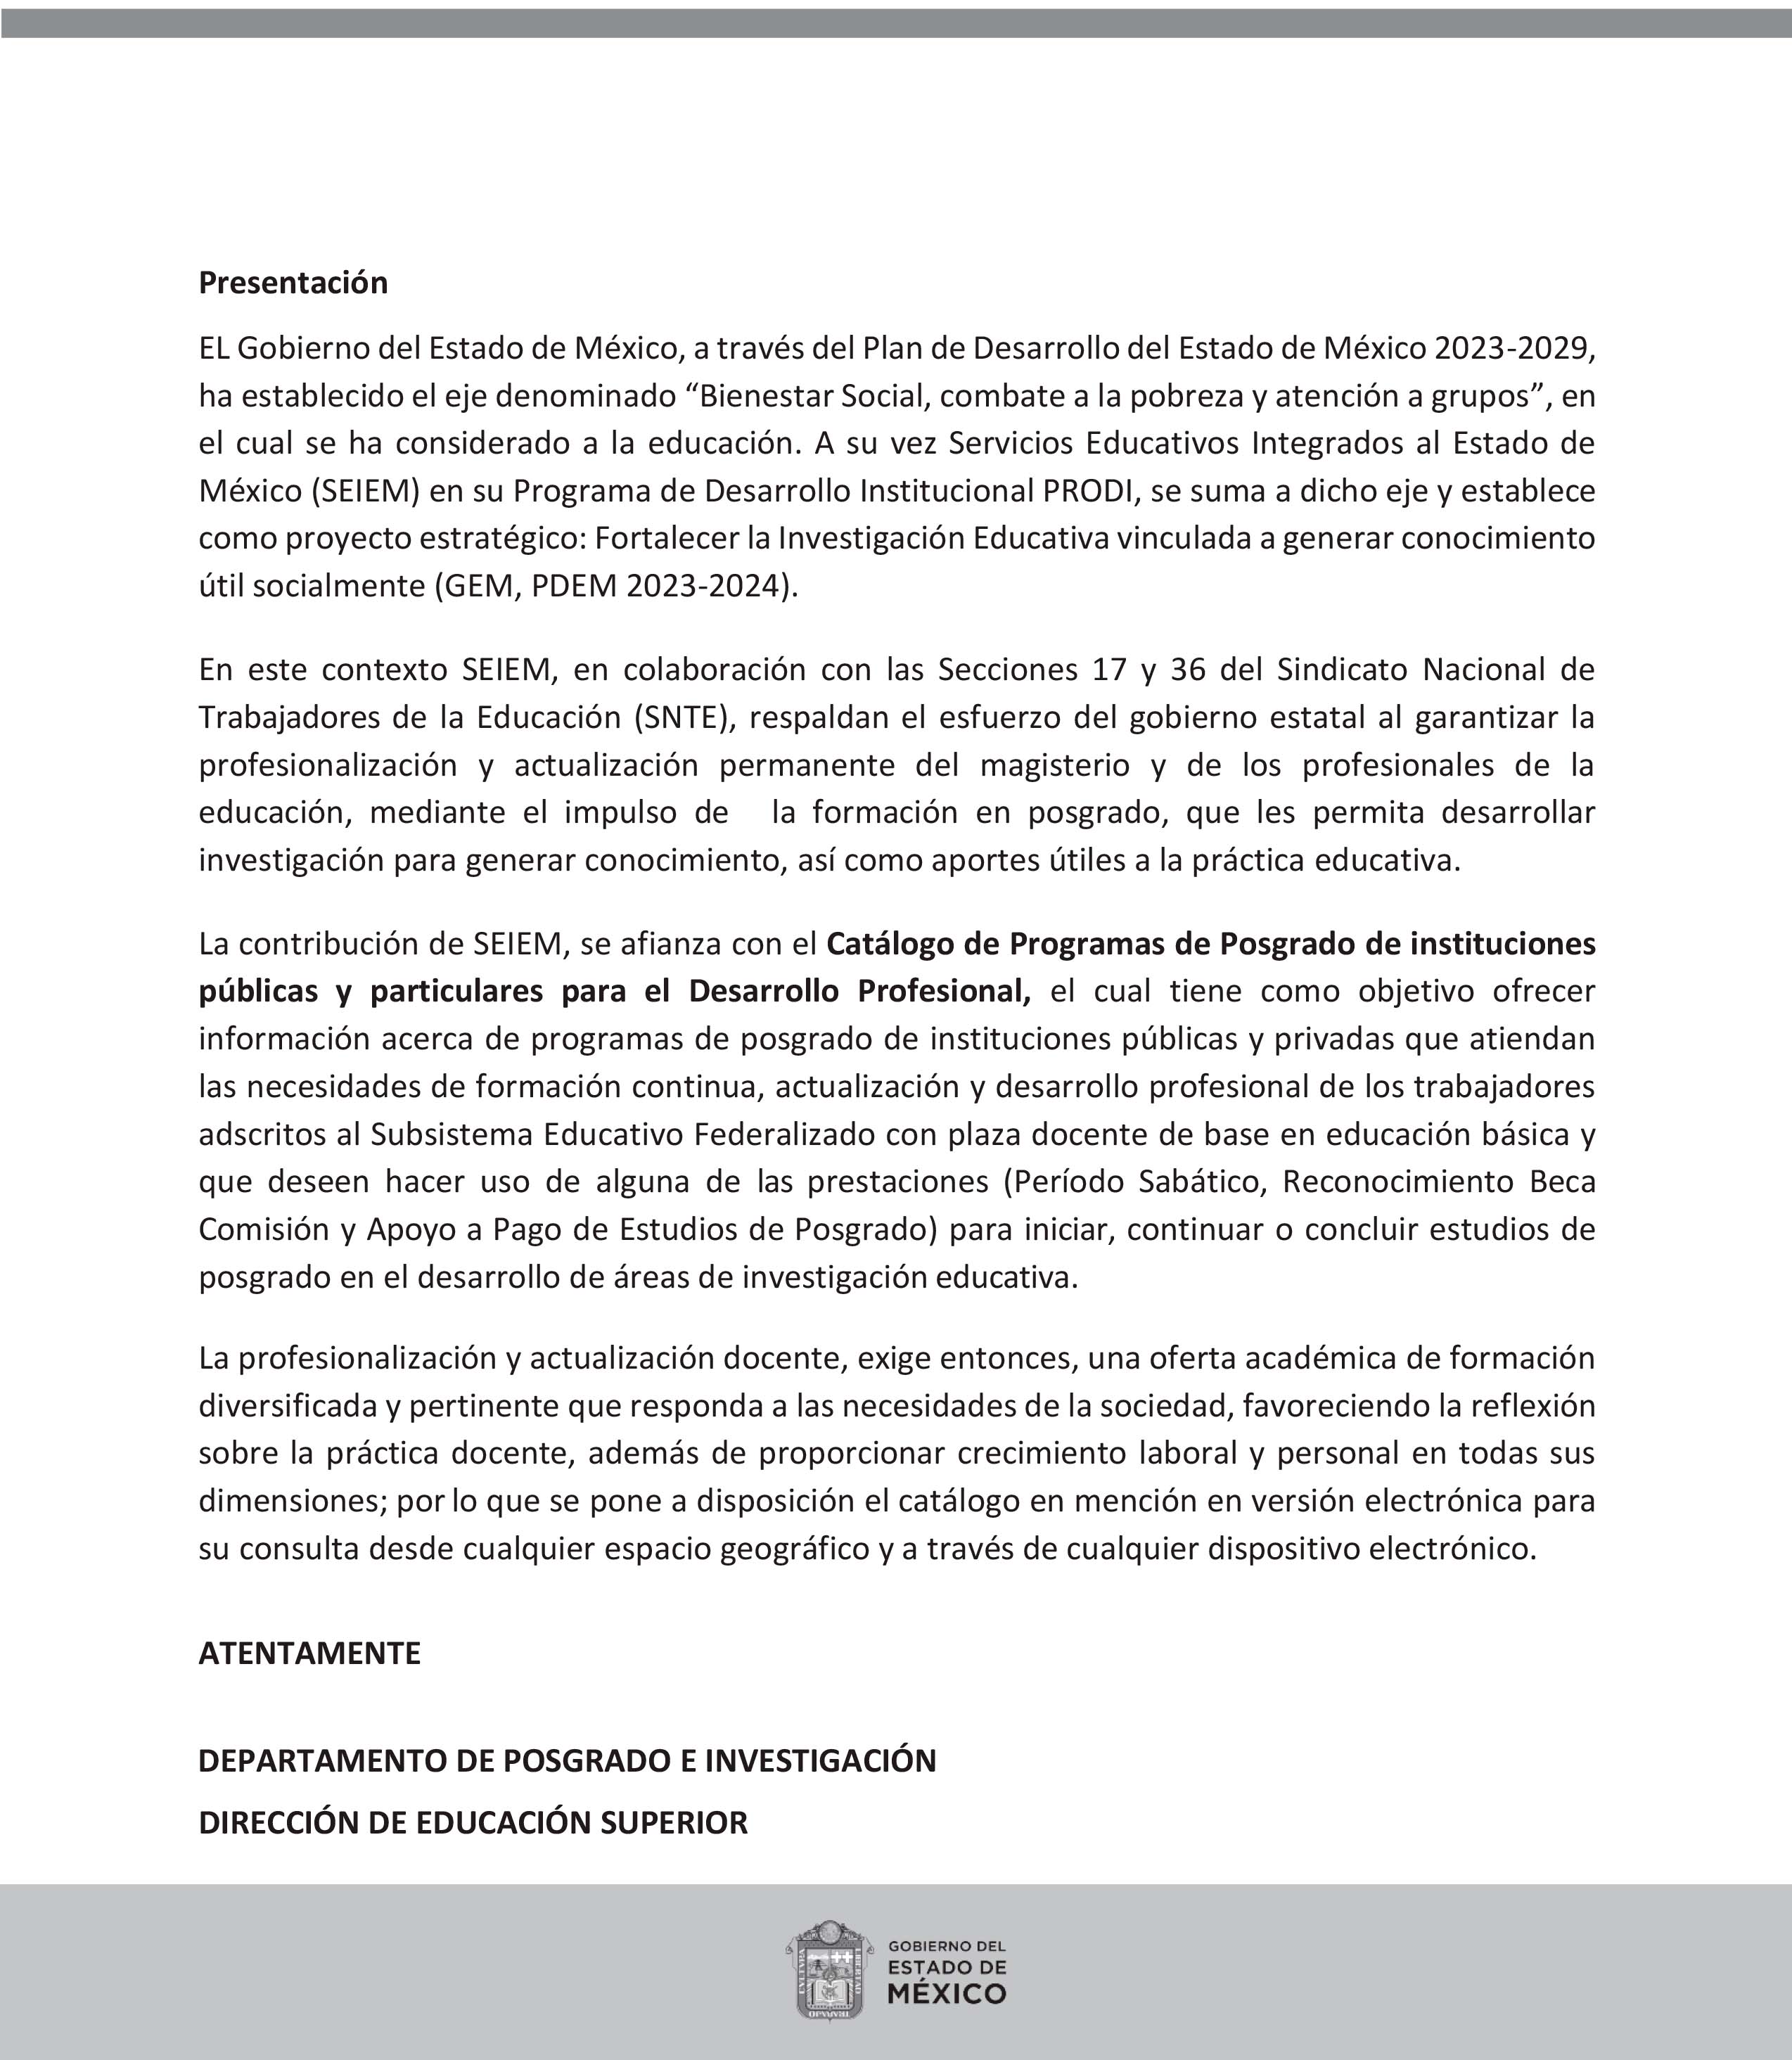 Presentación
EL Gobierno del Estado de México, a través del Plan de Desarrollo del Estado de México 2023-2029,
ha establecido el eje denominado “Bienestar Social, combate a la pobreza y atención a grupos”, en
el cual se ha considerado a la educación. A su vez Servicios Educativos Integrados al Estado de
México (SEIEM) en su Programa de Desarrollo Institucional PRODI, se suma a dicho eje y establece
como proyecto estratégico: Fortalecer la Investigación Educativa vinculada a generar conocimiento
útil socialmente (GEM, PDEM 2023-2024).
En este contexto SEIEM, en colaboración con las Secciones 17 y 36 del Sindicato Nacional de
Trabajadores de la Educación (SNTE), respaldan el esfuerzo del gobierno estatal al garantizar la
profesionalización y actualización permanente del magisterio y de los profesionales de la
educación, mediante el impulso de la formación en posgrado, que les permita desarrollar
investigación para generar conocimiento, así como aportes útiles a la práctica educativa.
La contribución de SEIEM, se afianza con el Catálogo de Programas de Posgrado de instituciones
públicas y particulares para el Desarrollo Profesional, el cual tiene como objetivo ofrecer
información acerca de programas de posgrado de instituciones públicas y privadas que atiendan
las necesidades de formación continua, actualización y desarrollo profesional de los trabajadores
adscritos al Subsistema Educativo Federalizado con plaza docente de base en educación básica y
que deseen hacer uso de alguna de las prestaciones (Período Sabático, Reconocimiento Beca
Comisión y Apoyo a Pago de Estudios de Posgrado) para iniciar, continuar o concluir estudios de
posgrado en el desarrollo de áreas de investigación educativa.
La profesionalización y actualización docente, exige entonces, una oferta académica de formación
diversificada y pertinente que responda a las necesidades de la sociedad, favoreciendo la reflexión
sobre la práctica docente, además de proporcionar crecimiento laboral y personal en todas sus
dimensiones; por lo que se pone a disposición el catálogo en mención en versión electrónica para
su consulta desde cualquier espacio geográfico y a través de cualquier dispositivo electrónico.
ATENTAMENTE
DEPARTAMENTO DE POSGRADO E INVESTIGACIÓN
DIRECCIÓN DE EDUCACIÓN SUPERIOR
GOBIERNO DEL
ESTADO DE
MÉXICO